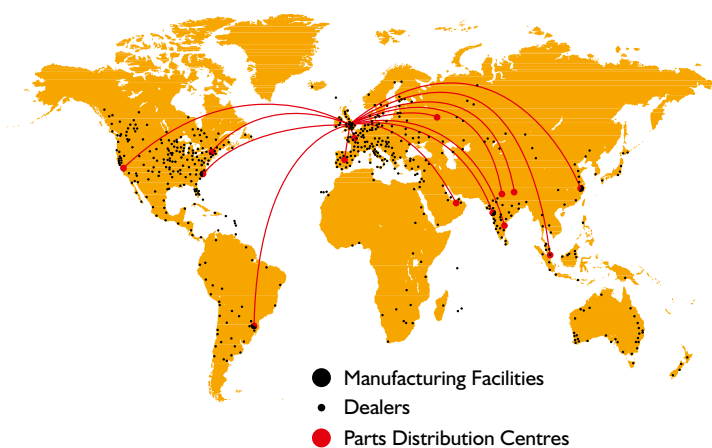 Manufacturing Facilities
Dealers
Parts Distribution Centres